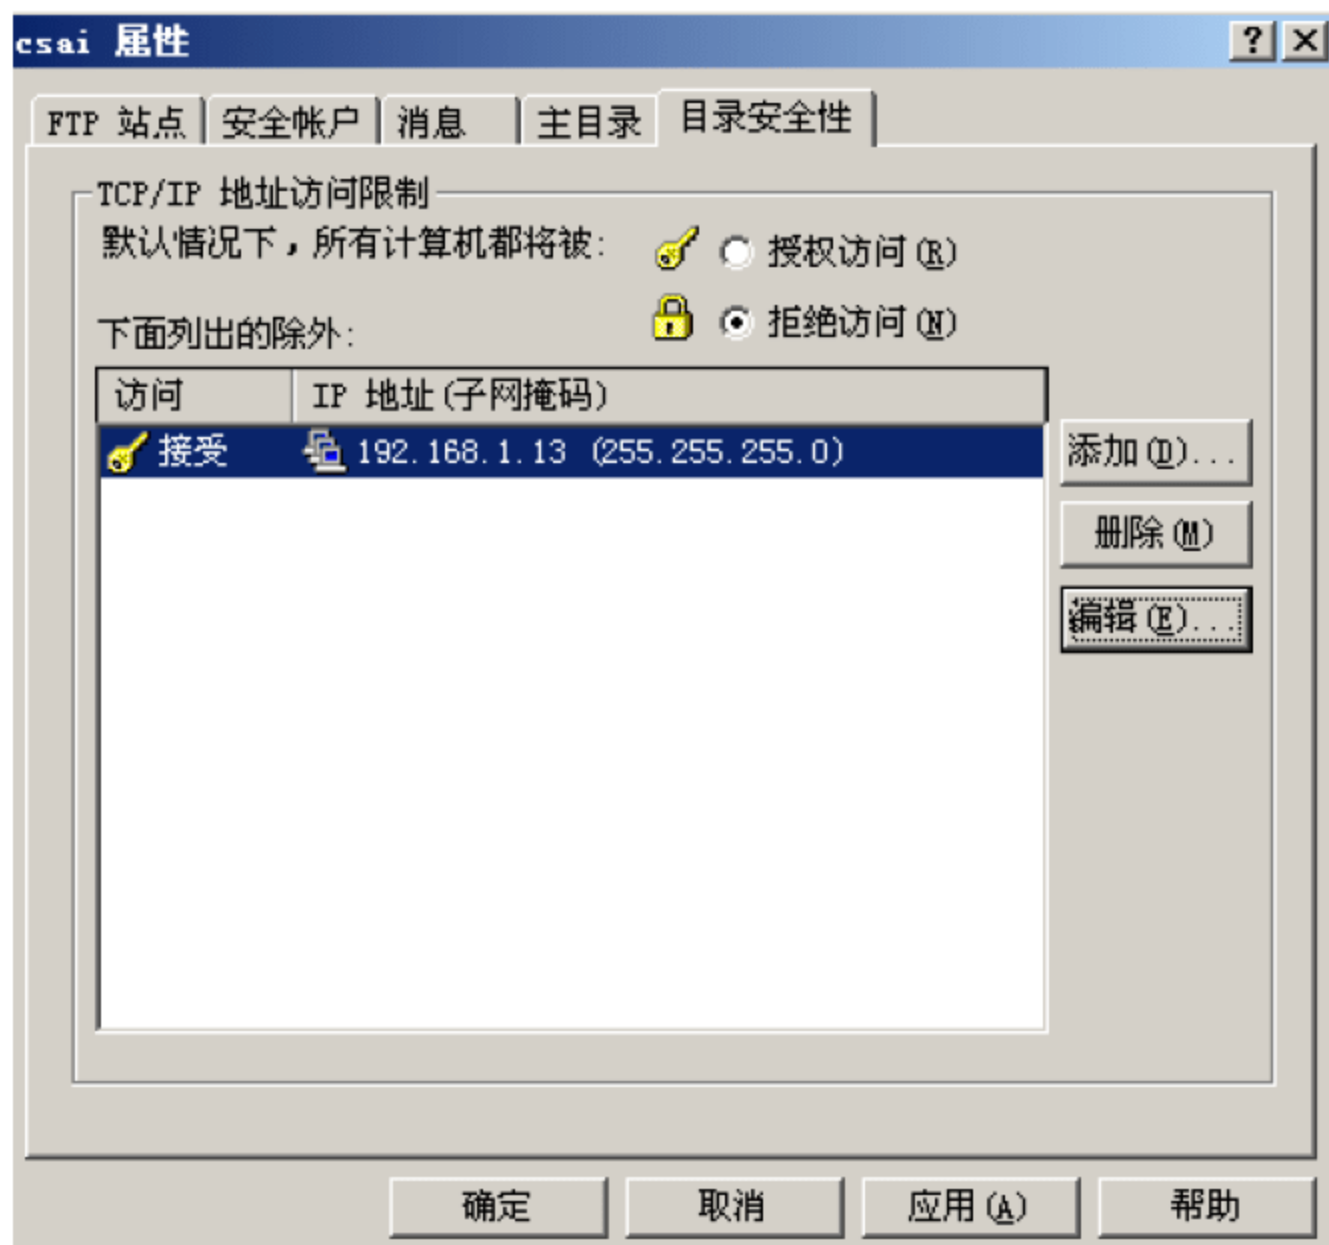 csai 属性
FTP 站点 安全帐户 消息 主目录 目录安全性
TCP/IP 地址访问限制
默认情况下，所有计算机都将被: 授权访问(R)
下面列出的除外: 拒绝访问(N)
访问 IP 地址(子网掩码)
接受 192.168.1.13 (255.255.255.0)
添加(D)...
删除(M)
编辑(E)...
确定 取消 应用(A) 帮助